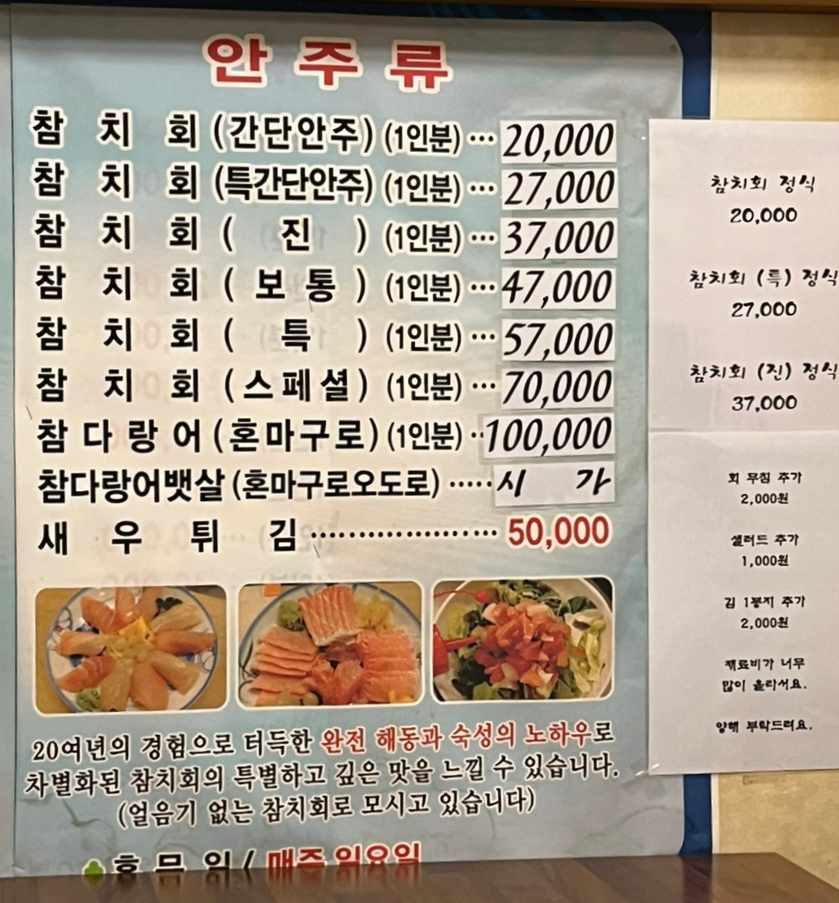 안주류
참치회(간단안주)(1인분)…20,000
참치회(특간단안주)(1인분)…27,000
참치회( 진 )(1인분)…37,000
참치회(보통)(1인분)…47,000
참치회( 특 )(1인분)…57,000
참치회(스페셜)(1인분)…70,000
참다랑어(혼마구로)(1인분)…100,000
참다랑어뱃살(혼마구로오도로)……시 가
새우튀김…………………50,000
20여년의 경험으로 터득한 완전 해동과 숙성의 노하우로
차별화된 참치회의 특별하고 깊은 맛을 느낄 수 있습니다.
(얼음기 없는 참치회로 모시고 있습니다)
휴무일/매주 일요일
참치회 정식
20,000
참치회 (특) 정식
27,000
참치회 (진) 정식
37,000
회 무침 추가
2,000원
샐러드 추가
1,000원
김 1봉지 추가
2,000원
재료비가 너무
많이 올라서요.
양해 부탁드려요.